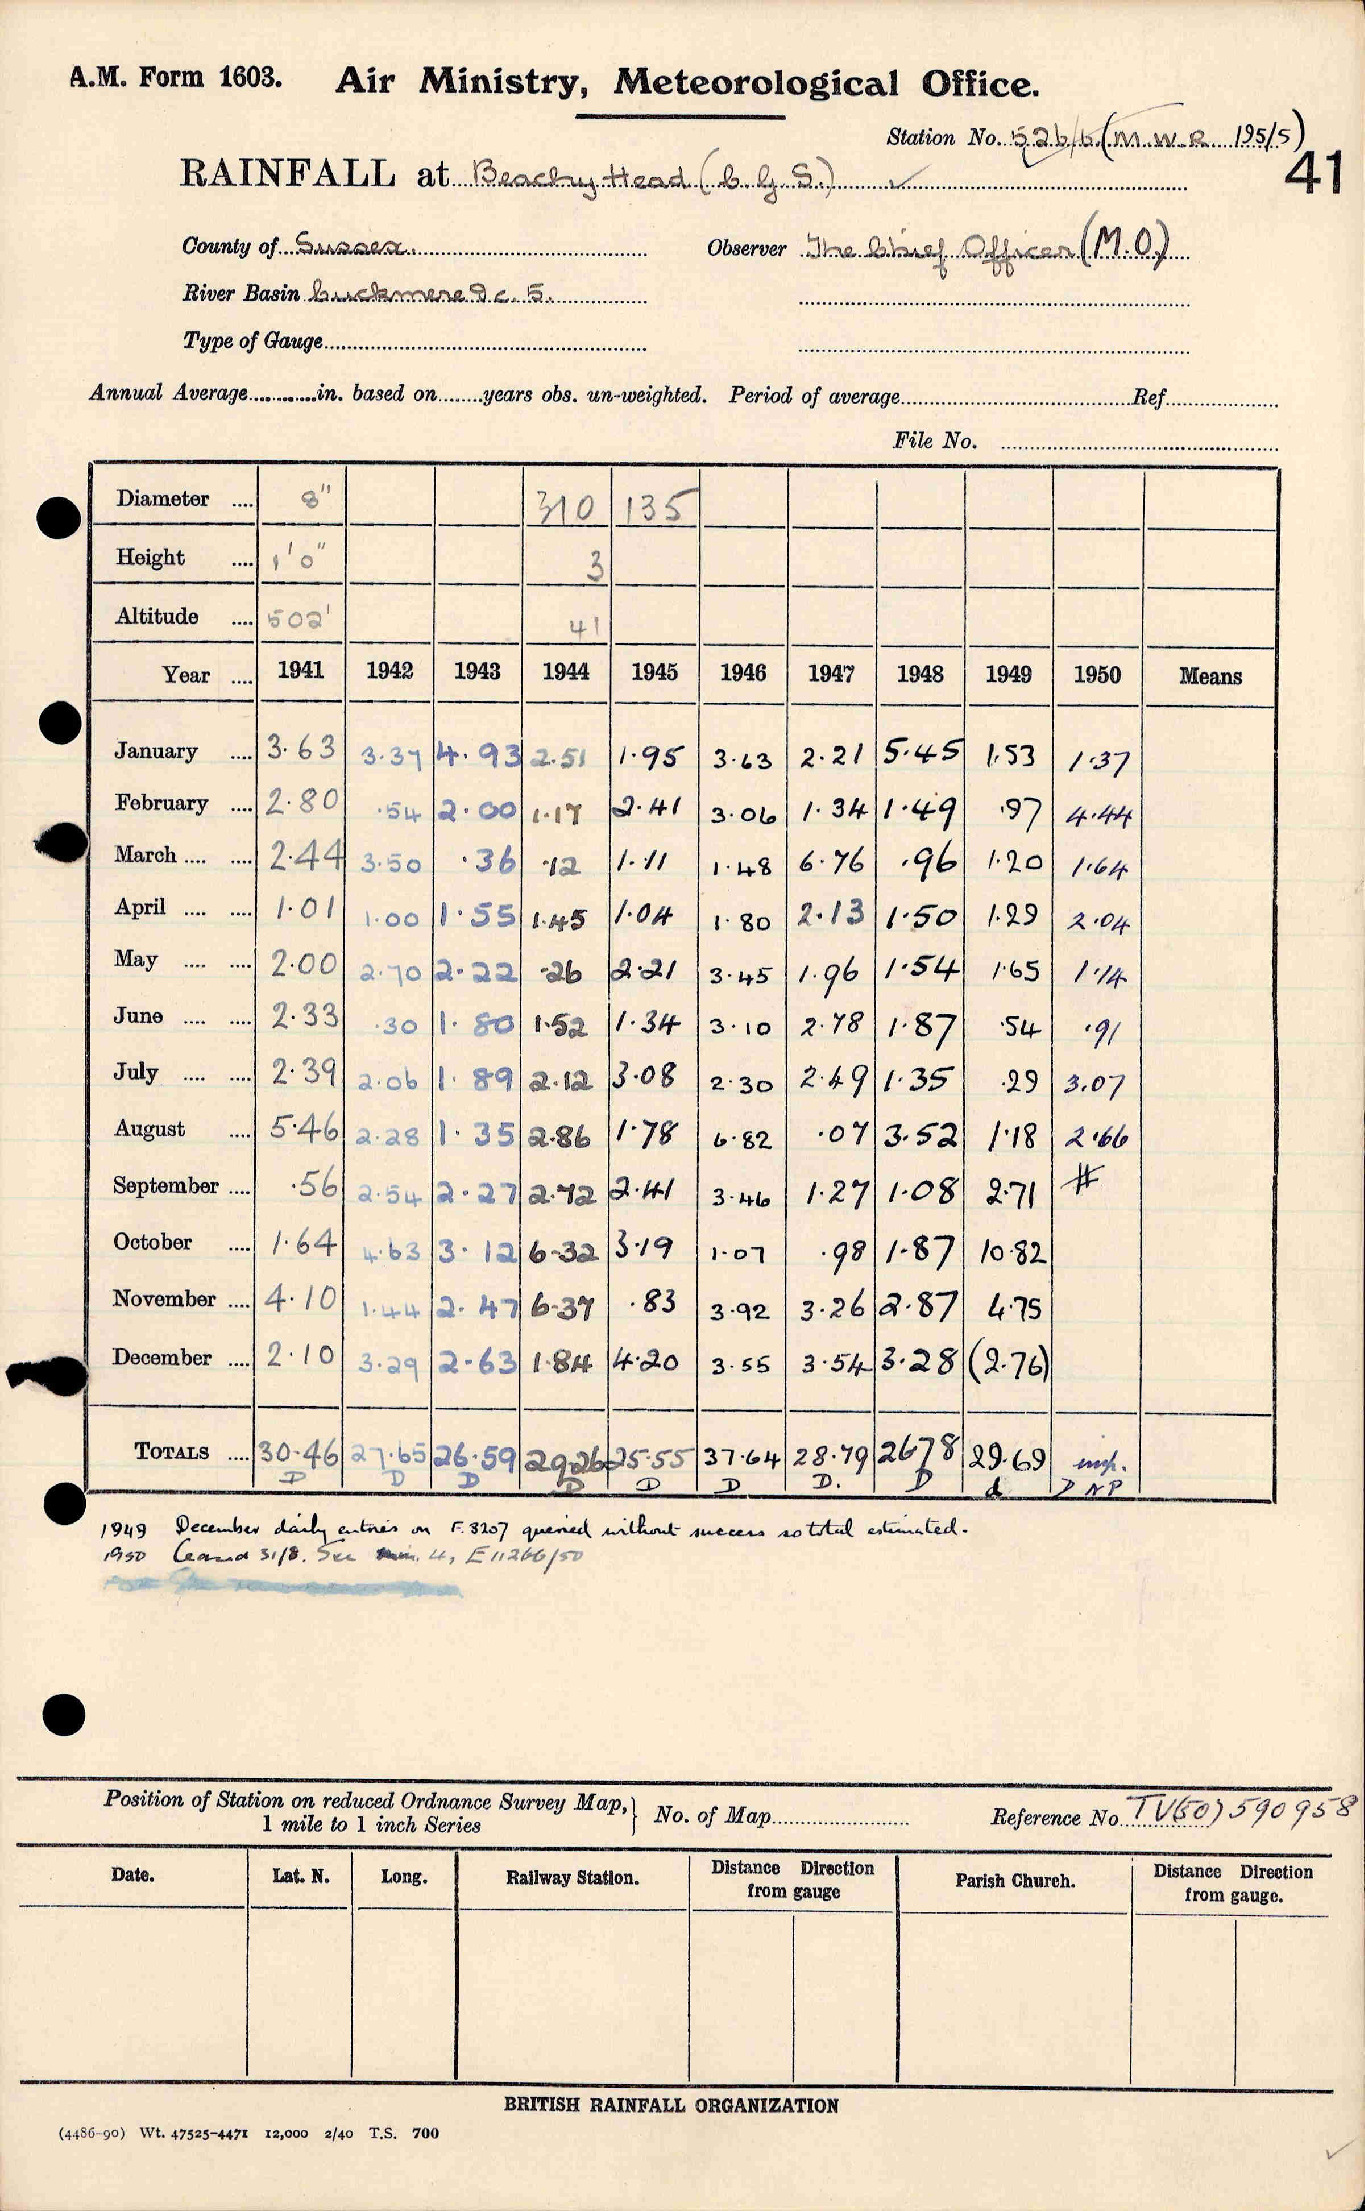 A.M. Form 1603. Air Ministry, Meteorological Office.
Station No. 526/6 (M.W.R. 195/5)
41
RAINFALL at Beachy Head (C.G.S.) ✓
County of Sussex. Observer The Chief Officer (M.O.)
River Basin Cuckmere &c. 5.
Type of Gauge
Annual Average in. based on years obs. un-weighted. Period of average Ref
File No.
Diameter 8" 310 135
Height 1'0" 3
Altitude 502' 41
Year 1941 1942 1943 1944 1945 1946 1947 1948 1949 1950 Means
January 3.63 3.37 4.93 2.51 1.95 3.63 2.21 5.45 1.53 1.37
February 2.80 .54 2.00 1.17 2.41 3.06 1.34 1.49 .97 4.44
March 2.44 3.50 .36 .12 1.11 1.48 6.76 .96 1.20 1.64
April 1.01 1.00 1.55 1.45 1.04 1.80 2.13 1.50 1.29 2.04
May 2.00 2.70 2.22 .26 2.21 3.45 1.96 1.54 1.65 1.14
June 2.33 .30 1.80 1.52 1.34 3.10 2.78 1.87 .54 .91
July 2.39 2.06 1.89 2.12 3.08 2.30 2.49 1.35 .29 3.07
August 5.46 2.28 1.35 2.86 1.78 6.82 .07 3.52 1.18 2.66
September .56 2.54 2.27 2.72 2.41 3.46 1.27 1.08 2.71 #
October 1.64 4.63 3.12 6.32 3.19 1.07 .98 1.87 10.82
November 4.10 1.44 2.47 6.37 .83 3.92 3.26 2.87 4.75
December 2.10 3.29 2.63 1.84 4.20 3.55 3.54 3.28 (2.76)
TOTALS 30.46 27.65 26.59 29.26 25.55 37.64 28.79 26.78 29.69 imp.
D D D D D D D. D d D NP
1949 December daily entries on F.3207 queried without success so total estimated.
1950 Ceased 31/8. See min. 4, E11266/50
Position of Station on reduced Ordnance Survey Map,
1 mile to 1 inch Series
No. of Map Reference No. TV(50)590958
Date. Lat. N. Long. Railway Station. Distance Direction from gauge Parish Church. Distance Direction from gauge.
BRITISH RAINFALL ORGANIZATION
(4486-90) Wt. 47525-4471 12,000 2/40 T.S. 700